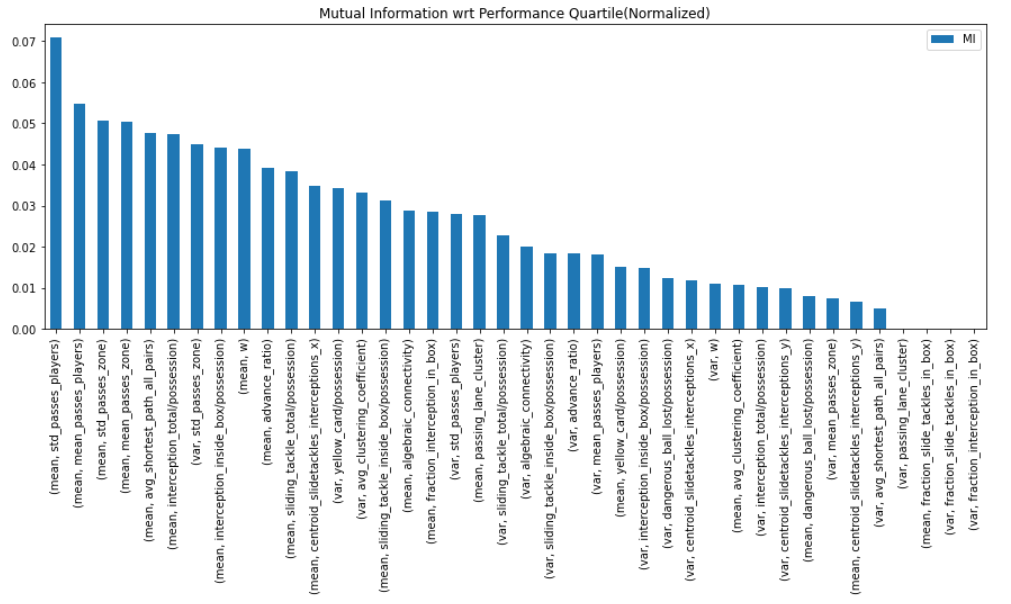 Mutual Information wrt Performance Quartile(Normalized)
MI
0.07
0.06
0.05
0.04
0.03
0.02
0.01
0.00
(mean, std_passes_players)
(mean, mean_passes_players)
(mean, std_passes_zone)
(mean, mean_passes_zone)
(mean, avg_shortest_path_all_pairs)
(mean, interception_total/possession)
(var, std_passes_zone)
(mean, interception_inside_box/possession)
(mean, w)
(mean, advance_ratio)
(mean, sliding_tackle_total/possession)
(mean, centroid_slidetackles_interceptions_x)
(var, yellow_card/possession)
(var, avg_clustering_coefficient)
(mean, sliding_tackle_inside_box/possession)
(mean, algebraic_connectivity)
(mean, fraction_interception_in_box)
(var, std_passes_players)
(mean, passing_lane_cluster)
(var, sliding_tackle_total/possession)
(var, algebraic_connectivity)
(var, sliding_tackle_inside_box/possession)
(var, advance_ratio)
(var, mean_passes_players)
(mean, yellow_card/possession)
(var, interception_inside_box/possession)
(var, dangerous_ball_lost/possession)
(var, centroid_slidetackles_interceptions_x)
(var, w)
(mean, avg_clustering_coefficient)
(var, interception_total/possession)
(var, centroid_slidetackles_interceptions_y)
(mean, dangerous_ball_lost/possession)
(var, mean_passes_zone)
(mean, centroid_slidetackles_interceptions_y)
(var, avg_shortest_path_all_pairs)
(var, passing_lane_cluster)
(mean, fraction_slide_tackles_in_box)
(var, fraction_slide_tackles_in_box)
(var, fraction_interception_in_box)